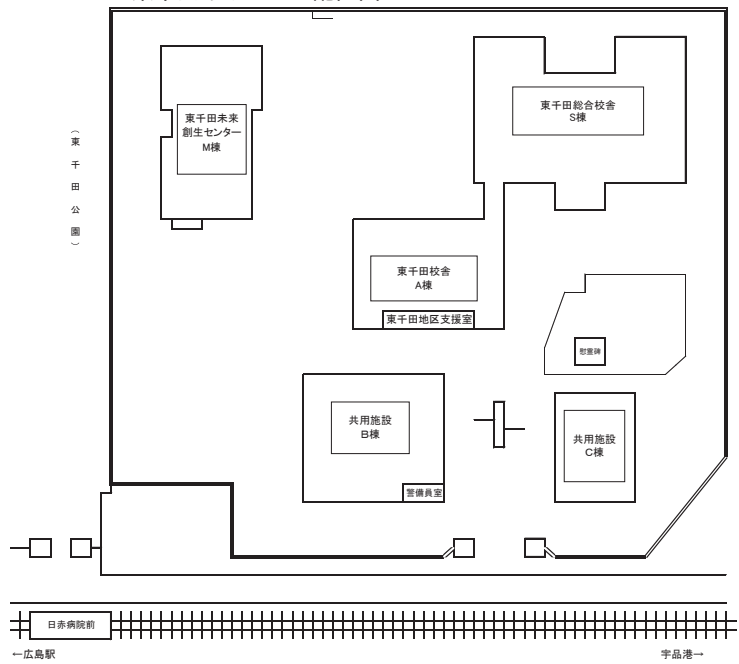 東千田未来
創生センター
M棟
東千田総合校舎
S棟
（東千田公園）
東千田校舎
A棟
東千田地区支援室
慰霊碑
共用施設
B棟
共用施設
C棟
警備員室
日赤病院前
←広島駅
宇品港→